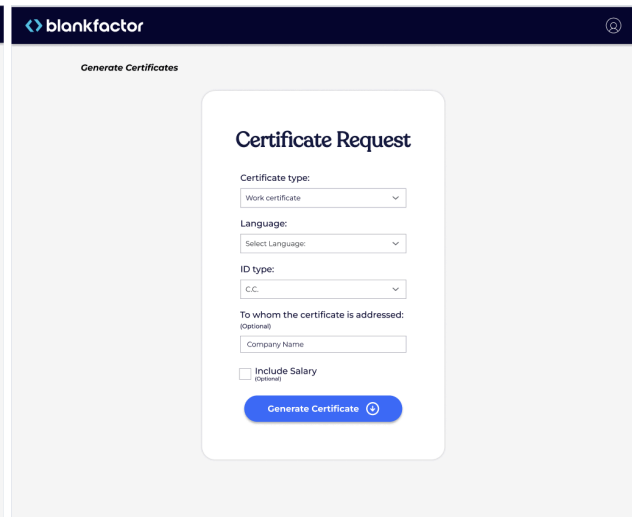 blankfactor
Generate Certificates
Certificate Request
Certificate type:
Work certificate
Language:
Select Language:
ID type:
C.C.
To whom the certificate is addressed:
(Optional)
Company Name
Include Salary
(Optional)
Generate Certificate